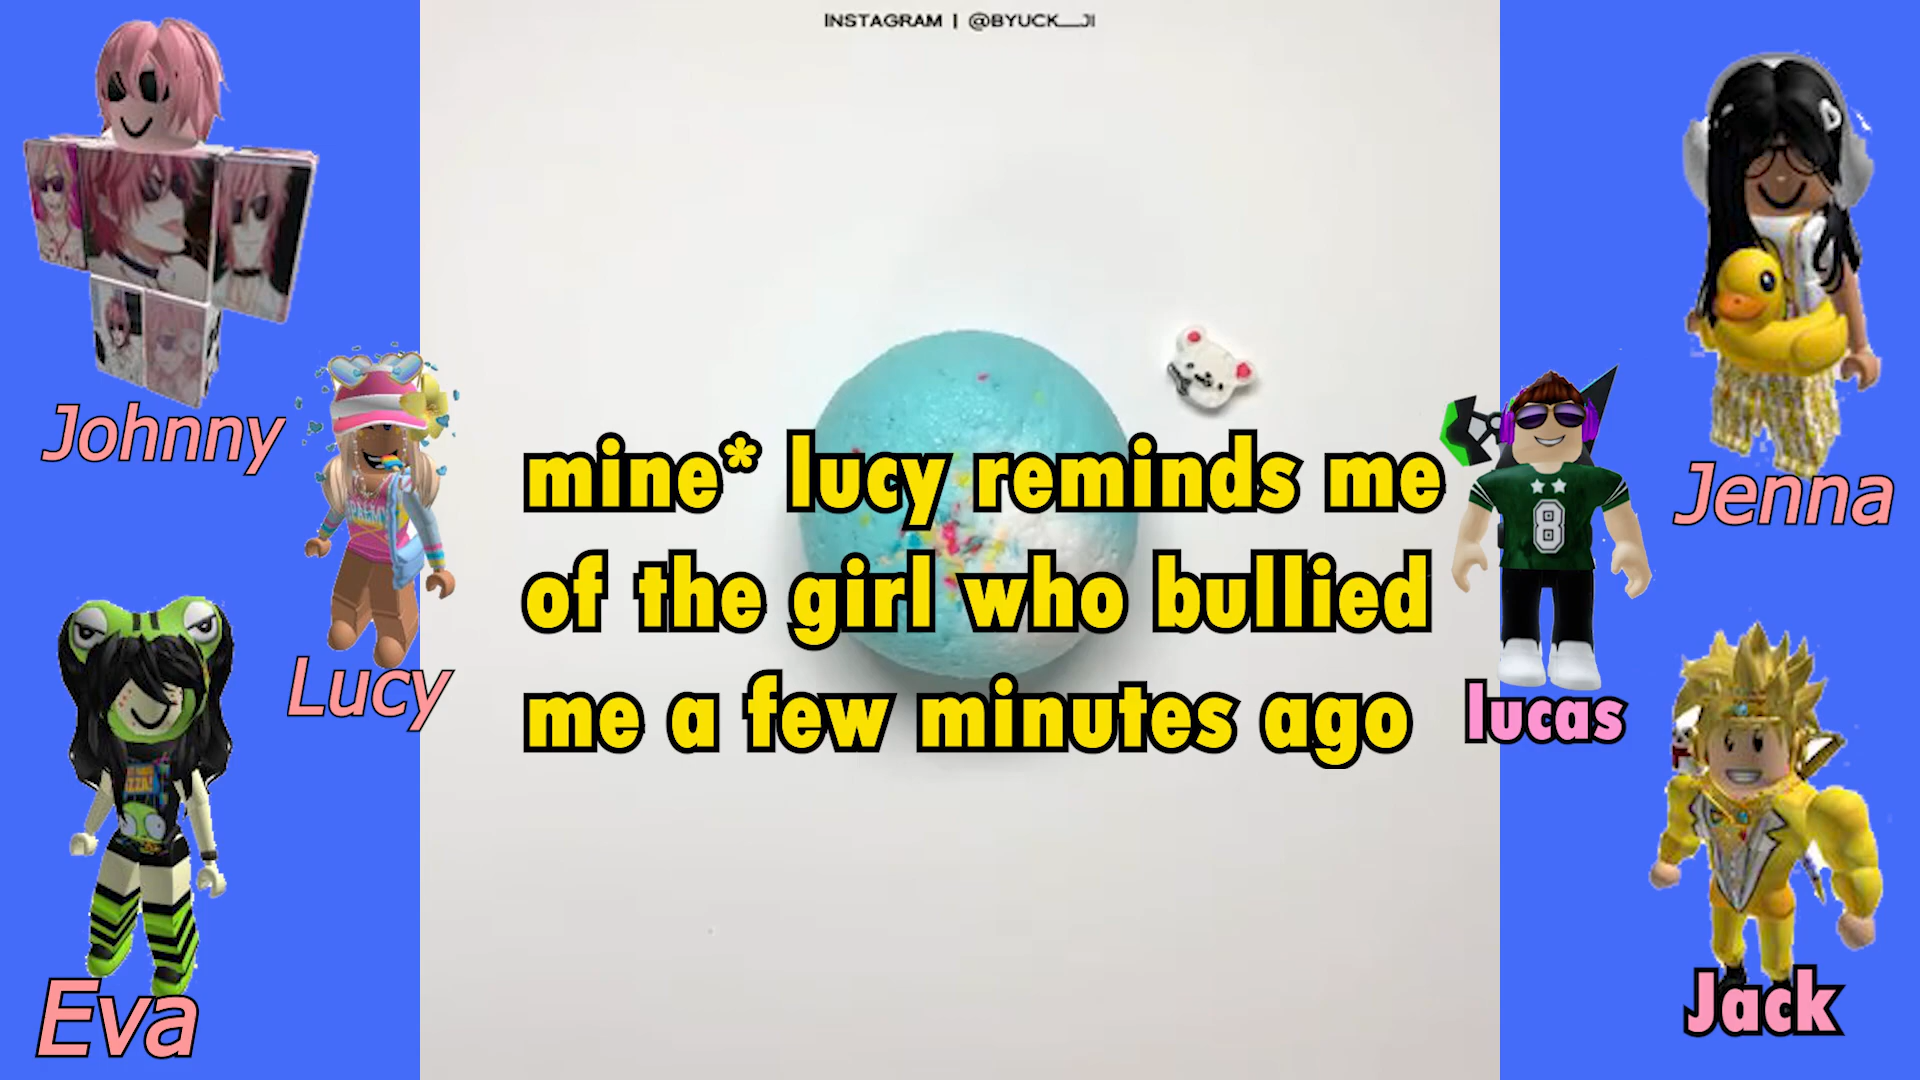 INSTAGRAM | @BYUCK__JI
Johnny
Lucy
Eva
mine* lucy reminds me
of the girl who bullied
me a few minutes ago
8
lucas
Jenna
Jack